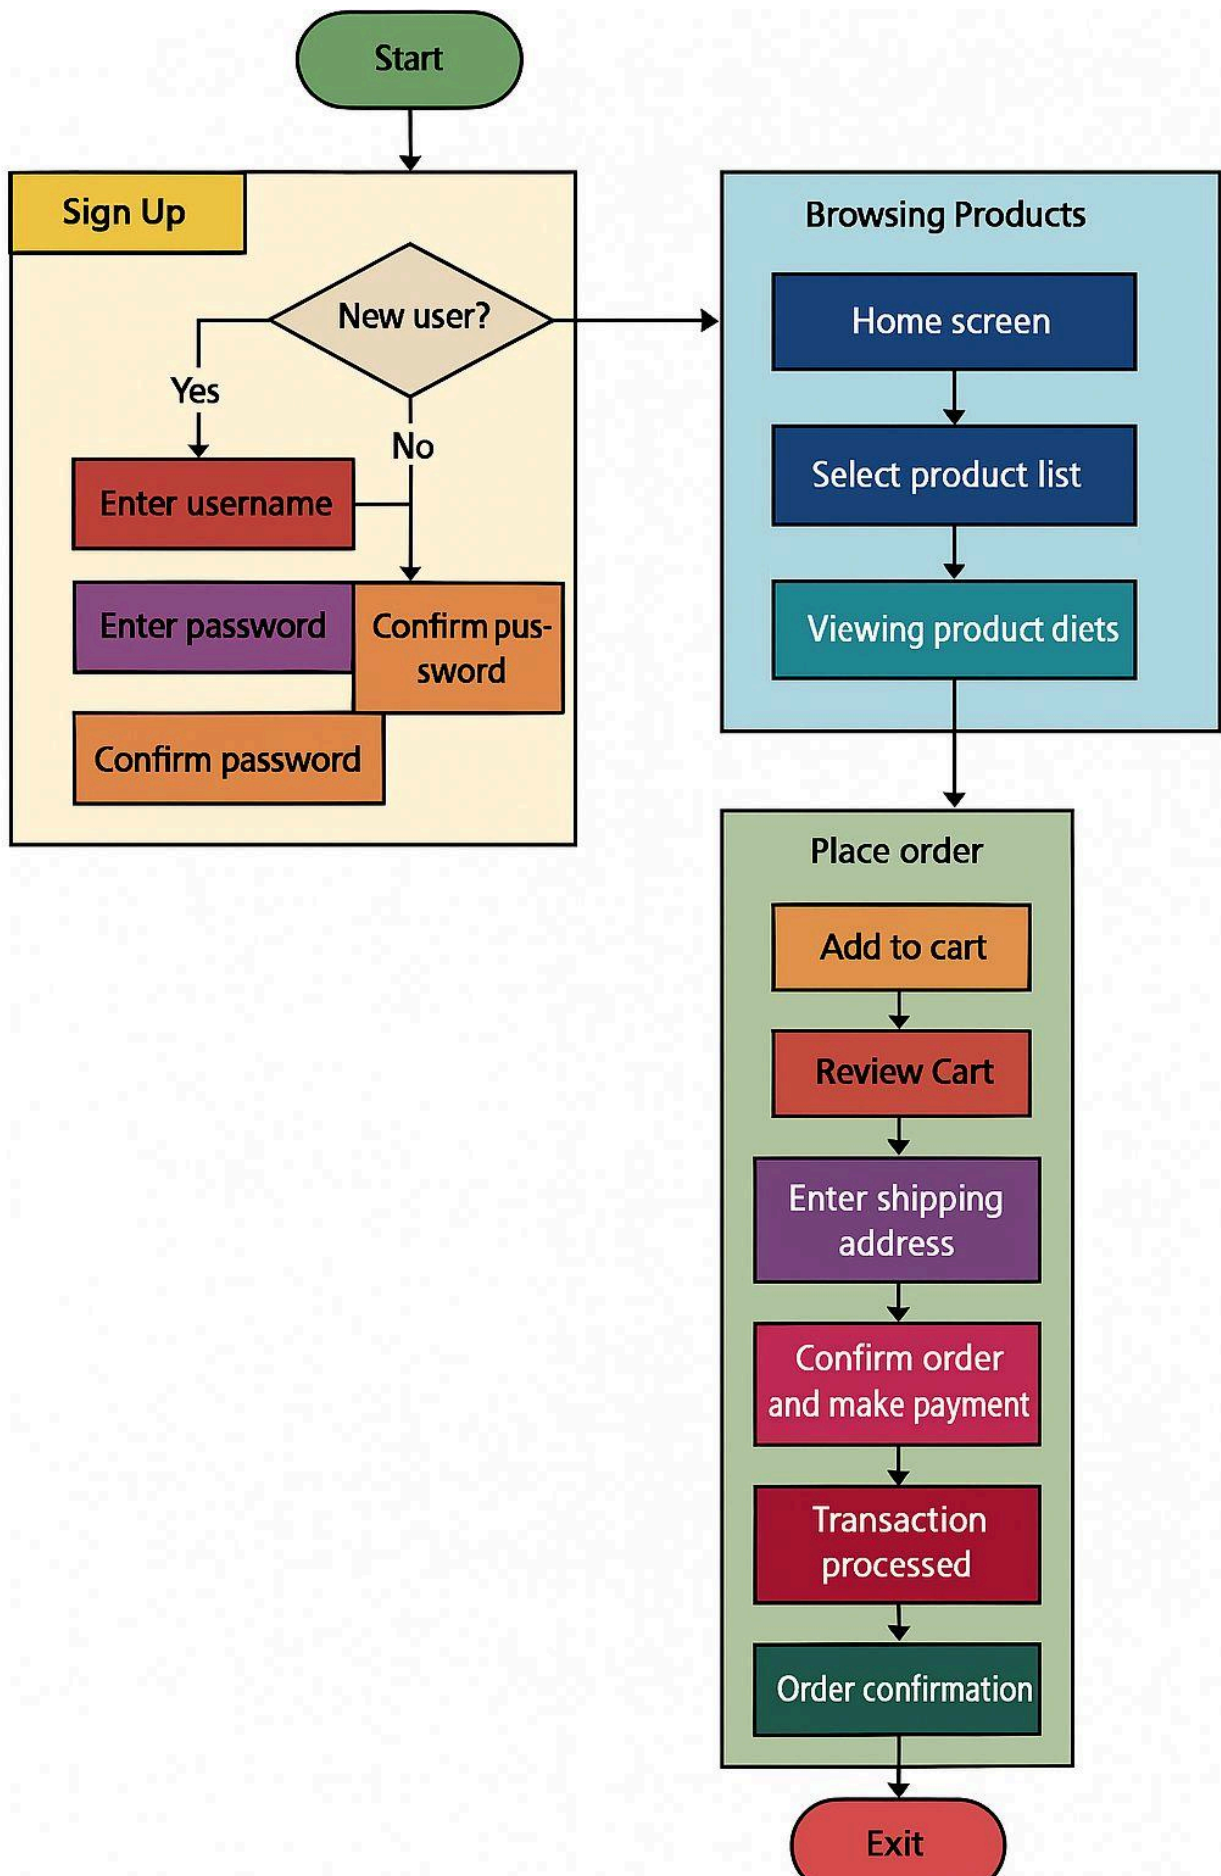 Start
Sign Up
New user?
Yes
No
Enter username
Enter password
Confirm pus-
sword
Confirm password
Browsing Products
Home screen
Select product list
Viewing product diets
Place order
Add to cart
Review Cart
Enter shipping
address
Confirm order
and make payment
Transaction
processed
Order confirmation
Exit